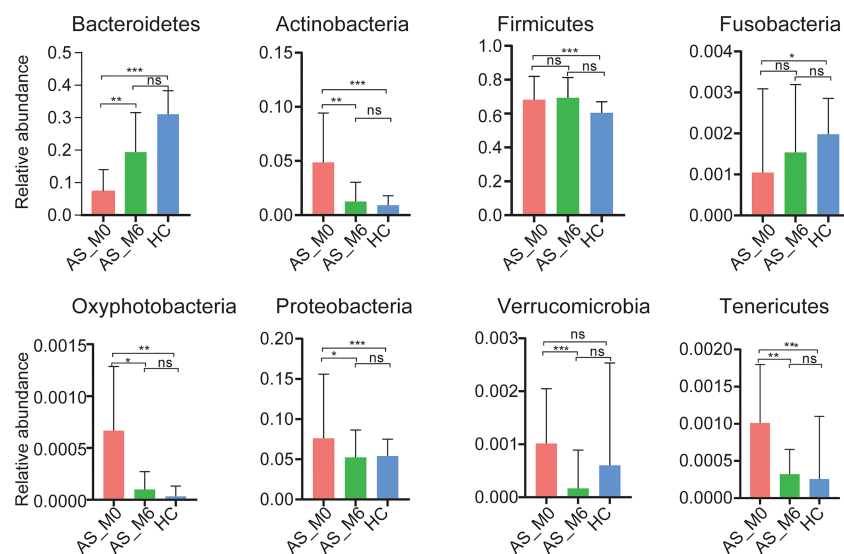 Bacteroidetes
Relative abundance
0.5
0.4
0.3
0.2
0.1
0.0
***
ns
**
AS_M0
AS_M6
HC
Actinobacteria
0.15
0.10
0.05
0.00
***
**
ns
AS_M0
AS_M6
HC
Firmicutes
1.0
0.8
0.6
0.4
0.2
0.0
***
ns
ns
AS_M0
AS_M6
HC
Fusobacteria
0.004
0.003
0.002
0.001
0.000
*
ns
ns
AS_M0
AS_M6
HC
Oxyphotobacteria
Relative abundance
0.0015
0.0010
0.0005
0.0000
**
*
ns
AS_M0
AS_M6
HC
Proteobacteria
0.20
0.15
0.10
0.05
0.00
***
*
ns
AS_M0
AS_M6
HC
Verrucomicrobia
0.003
0.002
0.001
0.000
ns
***
ns
AS_M0
AS_M6
HC
Tenericutes
0.0020
0.0015
0.0010
0.0005
0.0000
***
**
ns
AS_M0
AS_M6
HC